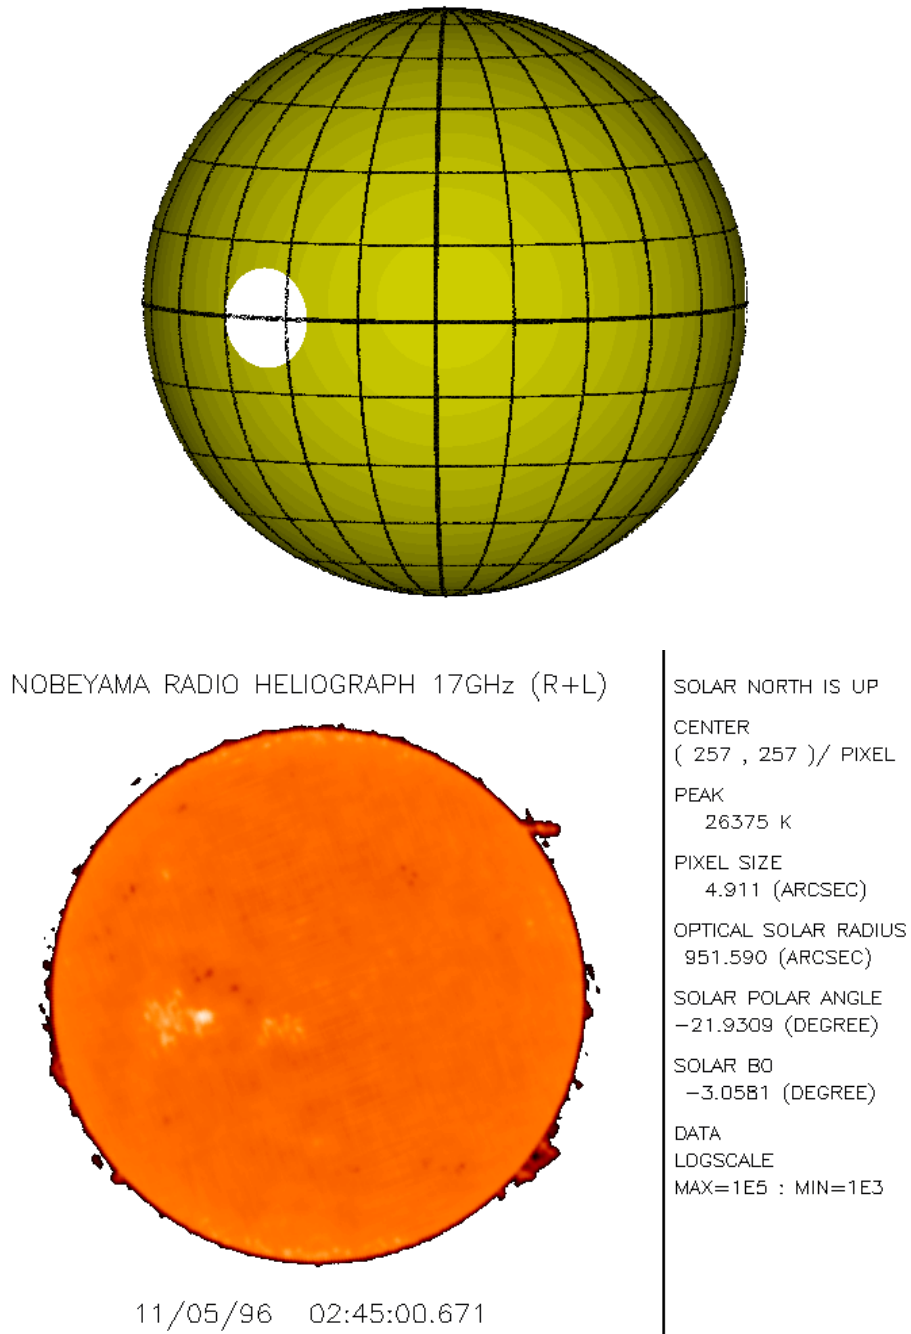 NOBEYAMA RADIO HELIOGRAPH 17GHz (R+L)
SOLAR NORTH IS UP
CENTER
( 257 , 257 )/ PIXEL
PEAK
26375 K
PIXEL SIZE
4.911 (ARCSEC)
OPTICAL SOLAR RADIUS
951.590 (ARCSEC)
SOLAR POLAR ANGLE
-21.9309 (DEGREE)
SOLAR B0
-3.0581 (DEGREE)
DATA
LOGSCALE
MAX=1E5 : MIN=1E3
11/05/96 02:45:00.671